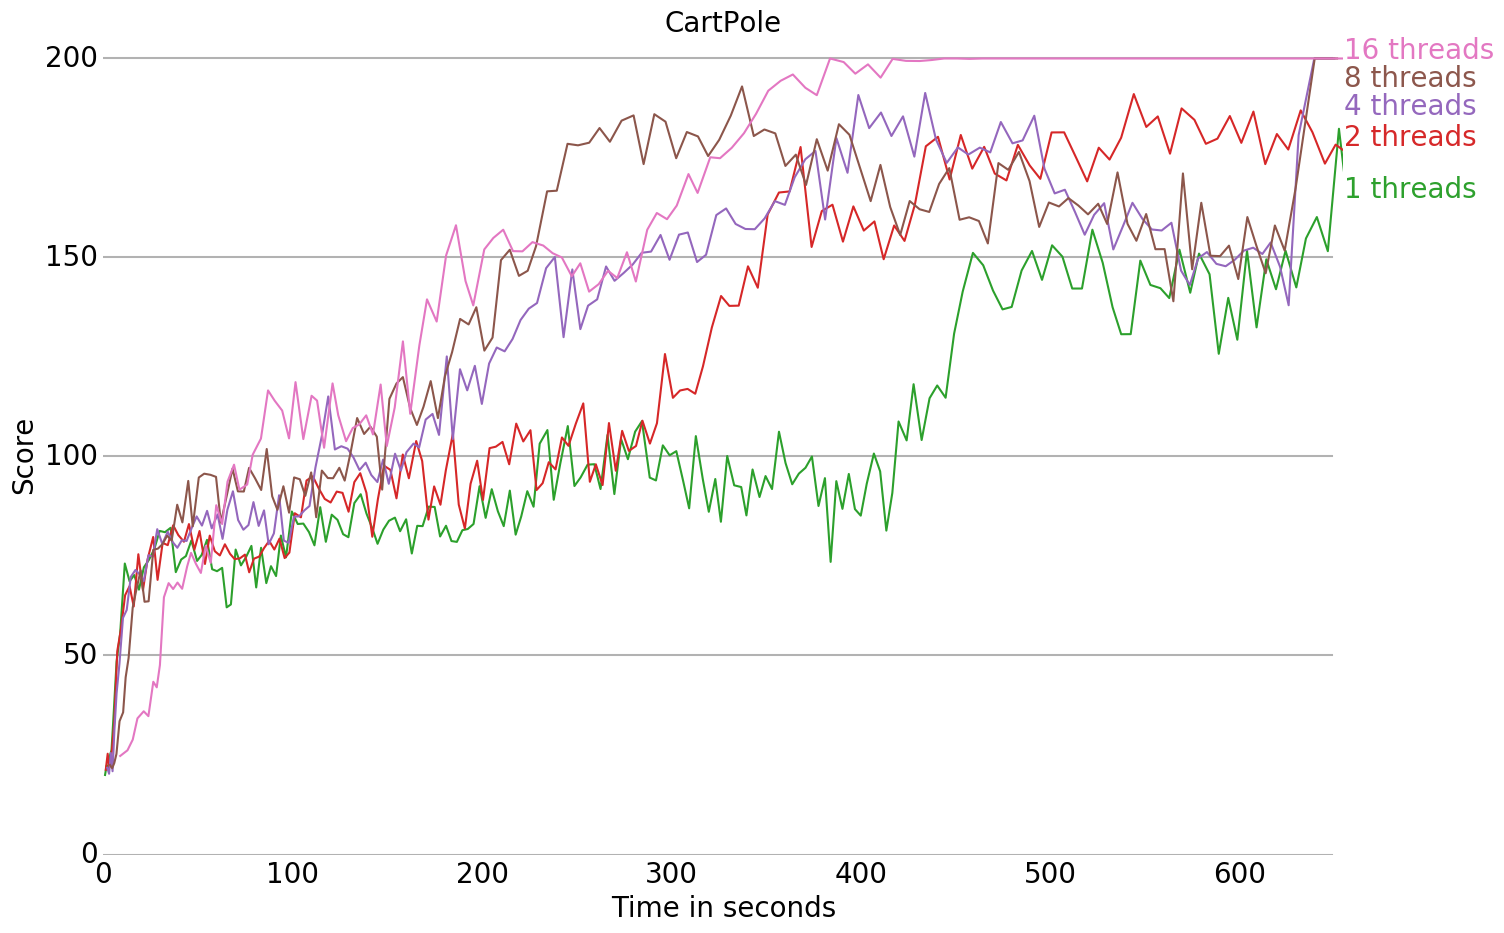 CartPole
200
16 threads
8 threads
4 threads
2 threads
1 threads
150
100
50
0
Score
0 100 200 300 400 500 600
Time in seconds